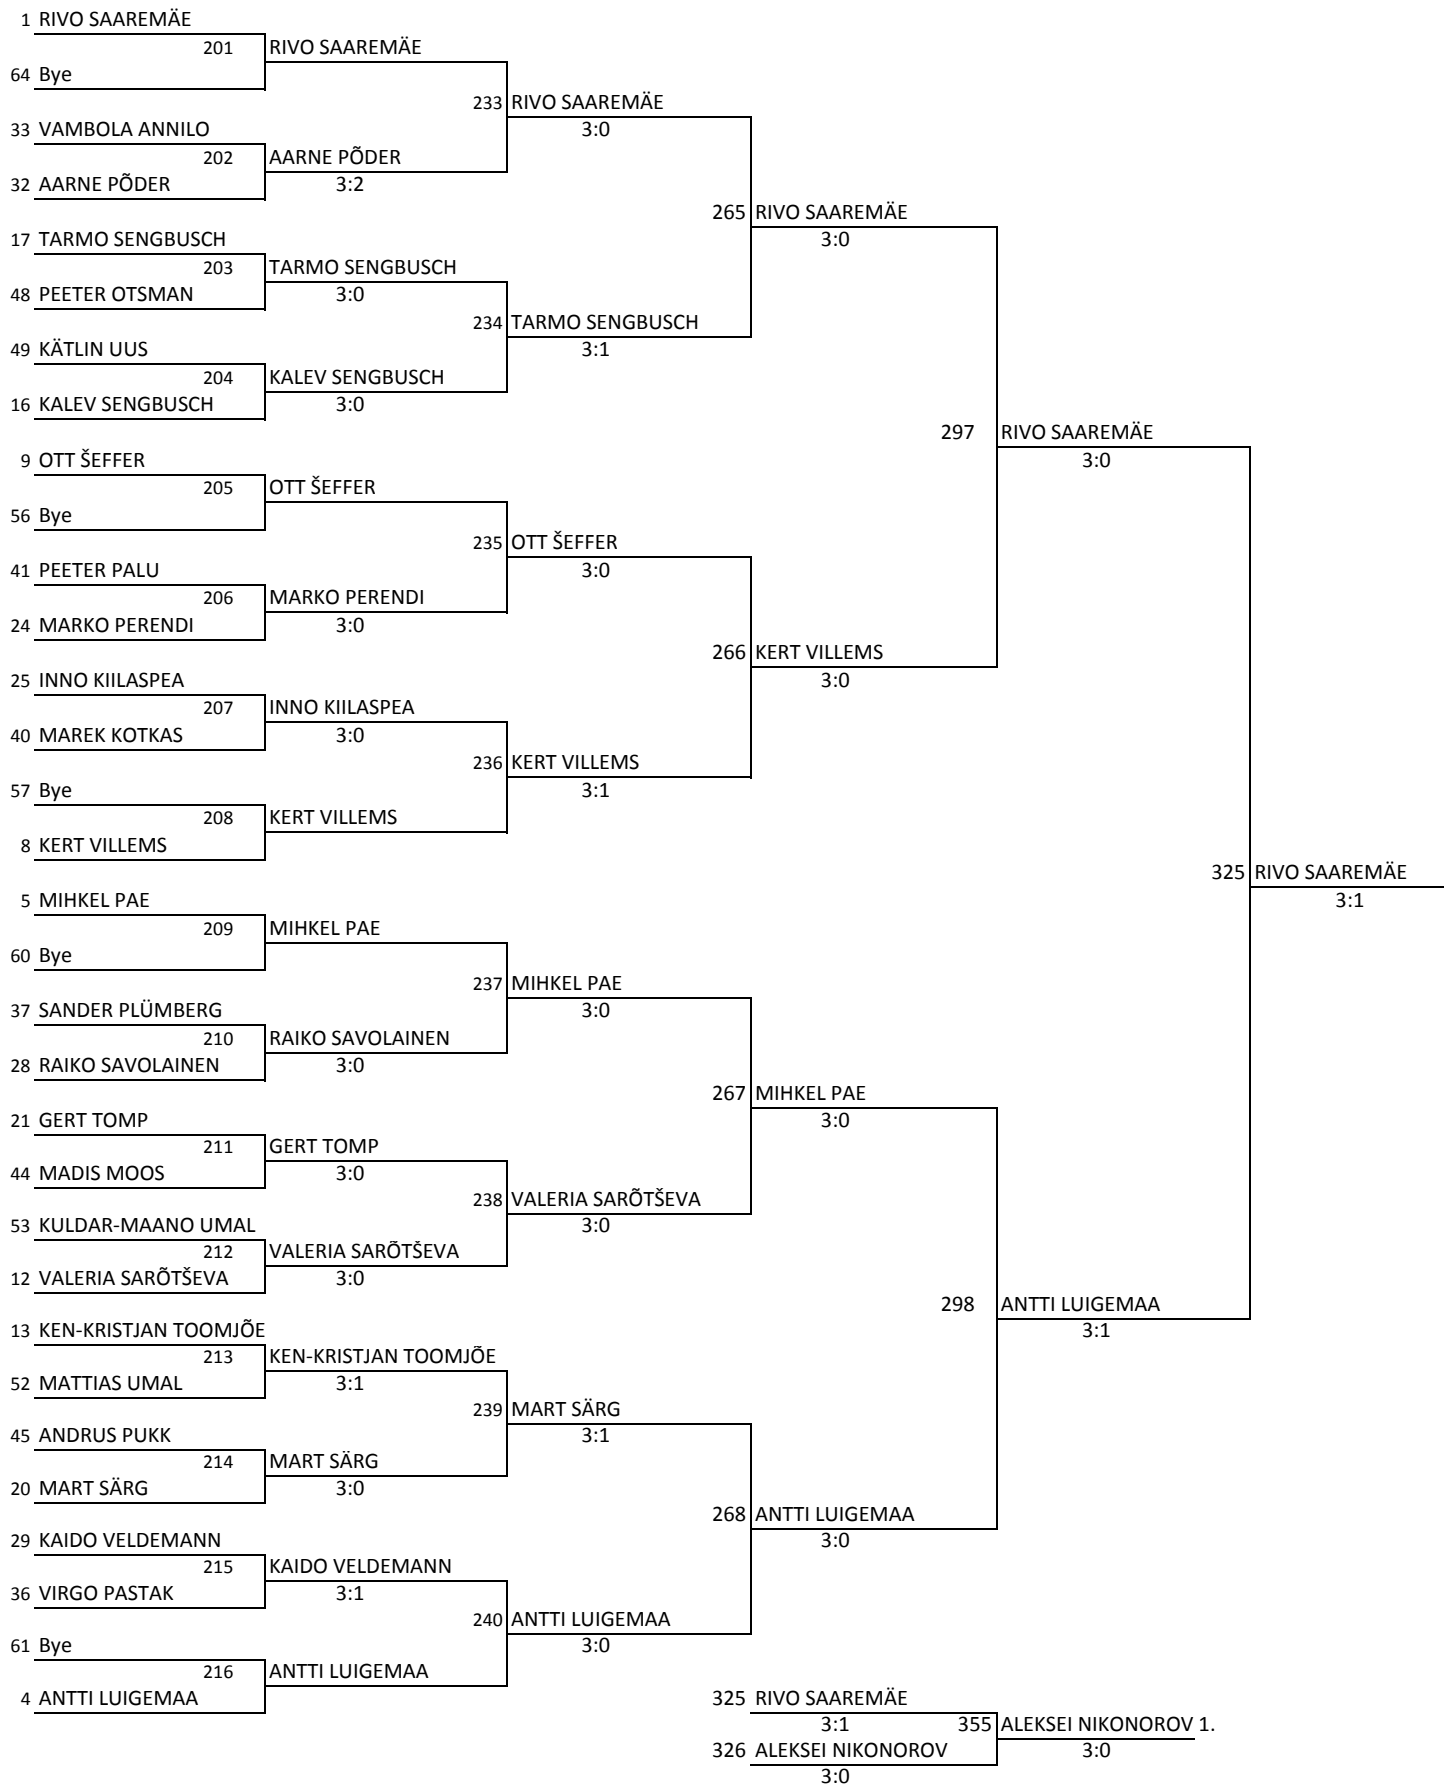 1 RIVO SAAREMÄE
201 RIVO SAAREMÄE
64 Bye
233 RIVO SAAREMÄE
3:0
33 VAMBOLA ANNILO
202 AARNE PÕDER
3:2
32 AARNE PÕDER
265 RIVO SAAREMÄE
3:0
17 TARMO SENGBUSCH
203 TARMO SENGBUSCH
3:0
48 PEETER OTSMAN
234 TARMO SENGBUSCH
3:1
49 KÄTLIN UUS
204 KALEV SENGBUSCH
3:0
16 KALEV SENGBUSCH
297 RIVO SAAREMÄE
3:0
9 OTT ŠEFFER
205 OTT ŠEFFER
56 Bye
235 OTT ŠEFFER
3:0
41 PEETER PALU
206 MARKO PERENDI
3:0
24 MARKO PERENDI
266 KERT VILLEMS
3:0
25 INNO KIILASPEA
207 INNO KIILASPEA
3:0
40 MAREK KOTKAS
236 KERT VILLEMS
3:1
57 Bye
208 KERT VILLEMS
8 KERT VILLEMS
325 RIVO SAAREMÄE
3:1
5 MIHKEL PAE
209 MIHKEL PAE
60 Bye
237 MIHKEL PAE
3:0
37 SANDER PLÜMBERG
210 RAIKO SAVOLAINEN
3:0
28 RAIKO SAVOLAINEN
267 MIHKEL PAE
3:0
21 GERT TOMP
211 GERT TOMP
3:0
44 MADIS MOOS
238 VALERIA SARÕTŠEVA
3:0
53 KULDAR-MAANO UMAL
212 VALERIA SARÕTŠEVA
3:0
12 VALERIA SARÕTŠEVA
298 ANTTI LUIGEMAA
3:1
13 KEN-KRISTJAN TOOMJÕE
213 KEN-KRISTJAN TOOMJÕE
3:1
52 MATTIAS UMAL
239 MART SÄRG
3:1
45 ANDRUS PUKK
214 MART SÄRG
3:0
20 MART SÄRG
268 ANTTI LUIGEMAA
3:0
29 KAIDO VELDEMANN
215 KAIDO VELDEMANN
3:1
36 VIRGO PASTAK
240 ANTTI LUIGEMAA
3:0
61 Bye
216 ANTTI LUIGEMAA
4 ANTTI LUIGEMAA
325 RIVO SAAREMÄE
3:1
355 ALEKSEI NIKONOROV 1.
3:0
326 ALEKSEI NIKONOROV
3:0